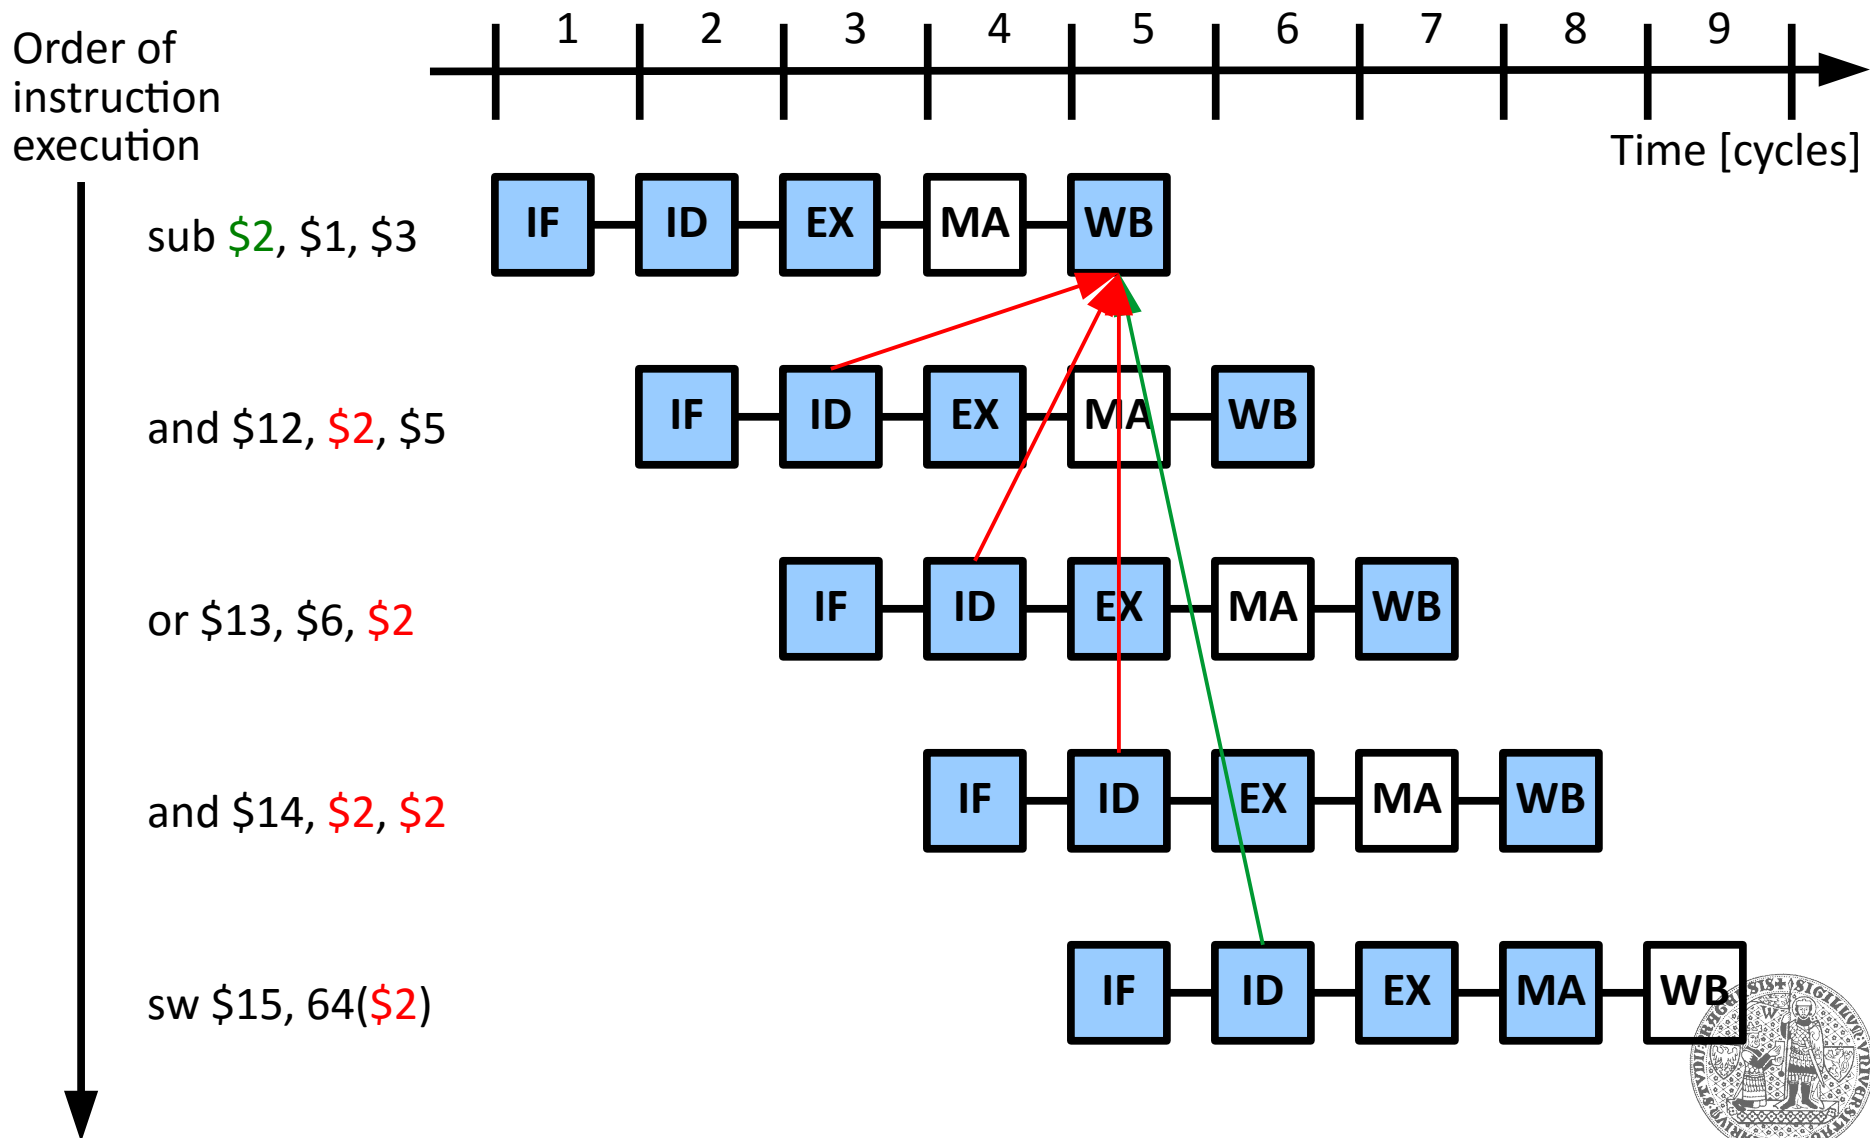 Order of
instruction
execution
1 2 3 4 5 6 7 8 9
Time [cycles]
sub $2, $1, $3
IF ID EX MA WB
and $12, $2, $5
IF ID EX MA WB
or $13, $6, $2
IF ID EX MA WB
and $14, $2, $2
IF ID EX MA WB
sw $15, 64($2)
IF ID EX MA WB